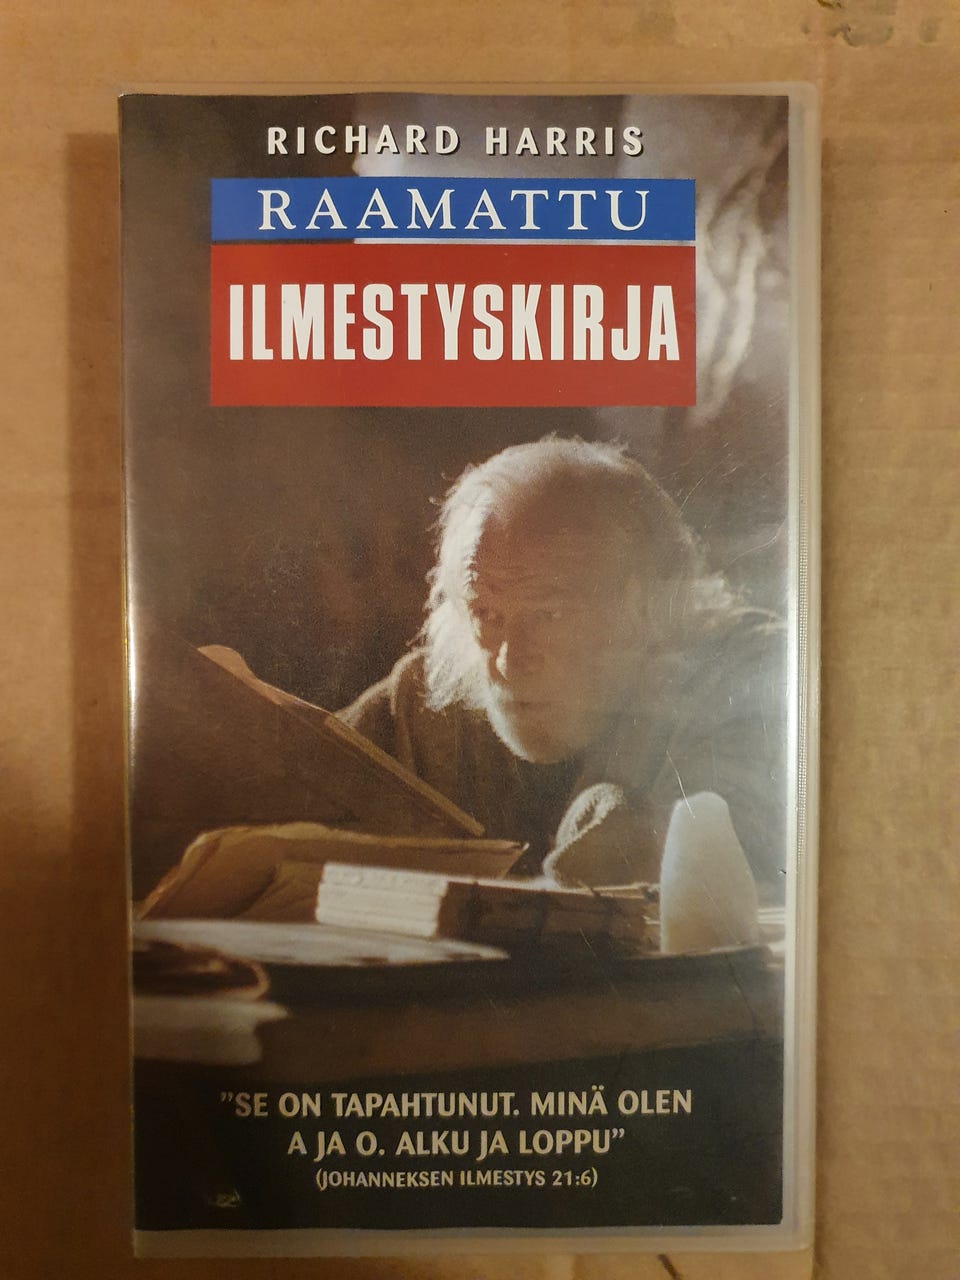 RICHARD HARRIS
RAAMATTU
ILMESTYSKIRJA
”SE ON TAPAHTUNUT. MINÄ OLEN
A JA O. ALKU JA LOPPU”
(JOHANNEKSEN ILMESTYS 21:6)